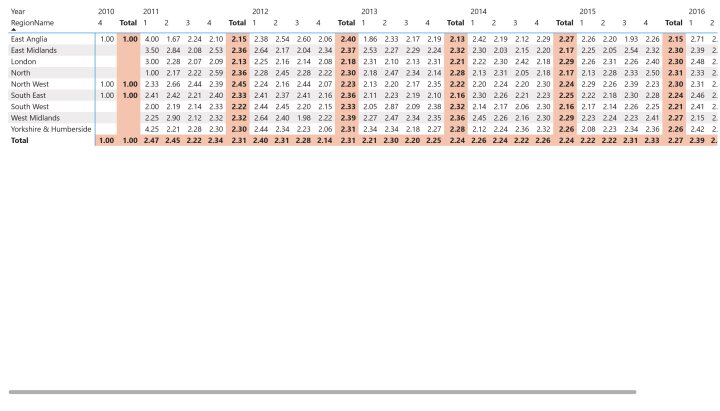 Year 2010 2011 2012 2013 2014 2015 2016
RegionName 4 Total 1 2 3 4 Total 1 2 3 4 Total 1 2 3 4 Total 1 2 3 4 Total 1 2 3 4 Total 1 2
East Anglia 1.00 1.00 4.00 1.67 2.24 2.10 2.15 2.38 2.54 2.60 2.06 2.40 1.86 2.33 2.17 2.19 2.13 2.42 2.19 2.12 2.29 2.27 2.26 2.20 1.93 2.26 2.15 2.71 2.
East Midlands 3.50 2.84 2.08 2.53 2.36 2.64 2.17 2.04 2.34 2.37 2.53 2.27 2.29 2.24 2.32 2.30 2.03 2.15 2.20 2.17 2.25 2.05 2.54 2.32 2.30 2.39 2.
London 3.00 2.28 2.07 2.09 2.13 2.25 2.16 2.14 2.08 2.18 2.31 2.10 2.13 2.31 2.21 2.22 2.30 2.42 2.18 2.29 2.26 2.31 2.26 2.40 2.30 2.48 2.
North 1.00 2.17 2.22 2.59 2.36 2.28 2.45 2.28 2.22 2.30 2.18 2.47 2.34 2.14 2.28 2.13 2.31 2.05 2.18 2.17 2.13 2.28 2.33 2.50 2.31 2.33 2.
North West 1.00 1.00 2.33 2.66 2.44 2.39 2.45 2.24 2.16 2.44 2.07 2.23 2.13 2.20 2.17 2.35 2.22 2.20 2.24 2.20 2.30 2.24 2.29 2.26 2.39 2.23 2.30 2.31 2.
South East 1.00 1.00 2.41 2.42 2.21 2.40 2.33 2.41 2.37 2.41 2.16 2.36 2.11 2.23 2.19 2.10 2.16 2.30 2.26 2.21 2.23 2.25 2.22 2.18 2.30 2.28 2.24 2.46 2.
South West 2.00 2.19 2.14 2.33 2.22 2.44 2.45 2.20 2.15 2.33 2.05 2.87 2.09 2.38 2.32 2.14 2.17 2.06 2.30 2.16 2.17 2.14 2.26 2.25 2.21 2.41 2.
West Midlands 2.25 2.90 2.12 2.32 2.32 2.64 2.40 1.98 2.22 2.39 2.27 2.47 2.34 2.35 2.36 2.45 2.26 2.16 2.30 2.29 2.23 2.24 2.23 2.41 2.27 2.15 2.
Yorkshire & Humberside 4.25 2.21 2.28 2.30 2.30 2.44 2.34 2.23 2.06 2.31 2.34 2.34 2.18 2.27 2.28 2.12 2.24 2.36 2.32 2.26 2.08 2.23 2.34 2.36 2.26 2.42 2.
Total 1.00 1.00 2.47 2.45 2.22 2.34 2.31 2.40 2.31 2.28 2.14 2.31 2.21 2.30 2.20 2.25 2.24 2.26 2.24 2.22 2.26 2.24 2.22 2.22 2.31 2.33 2.27 2.39 2.